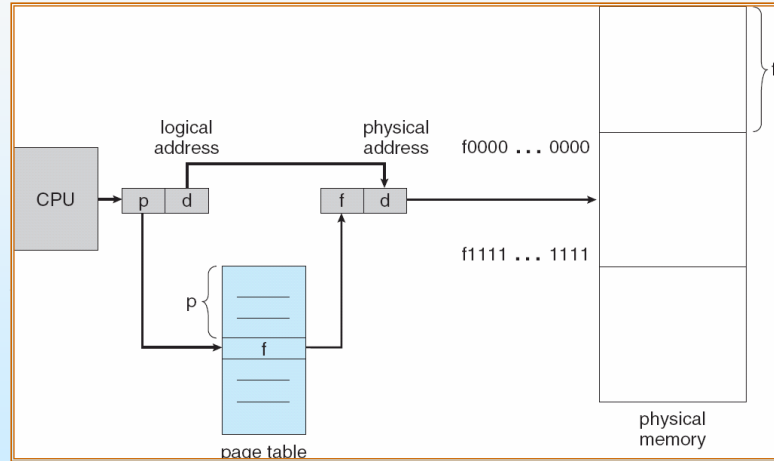 logical
address
physical
address
f0000 ... 0000
f
CPU
p
d
f
d
f1111 ... 1111
p
f
page table
physical
memory